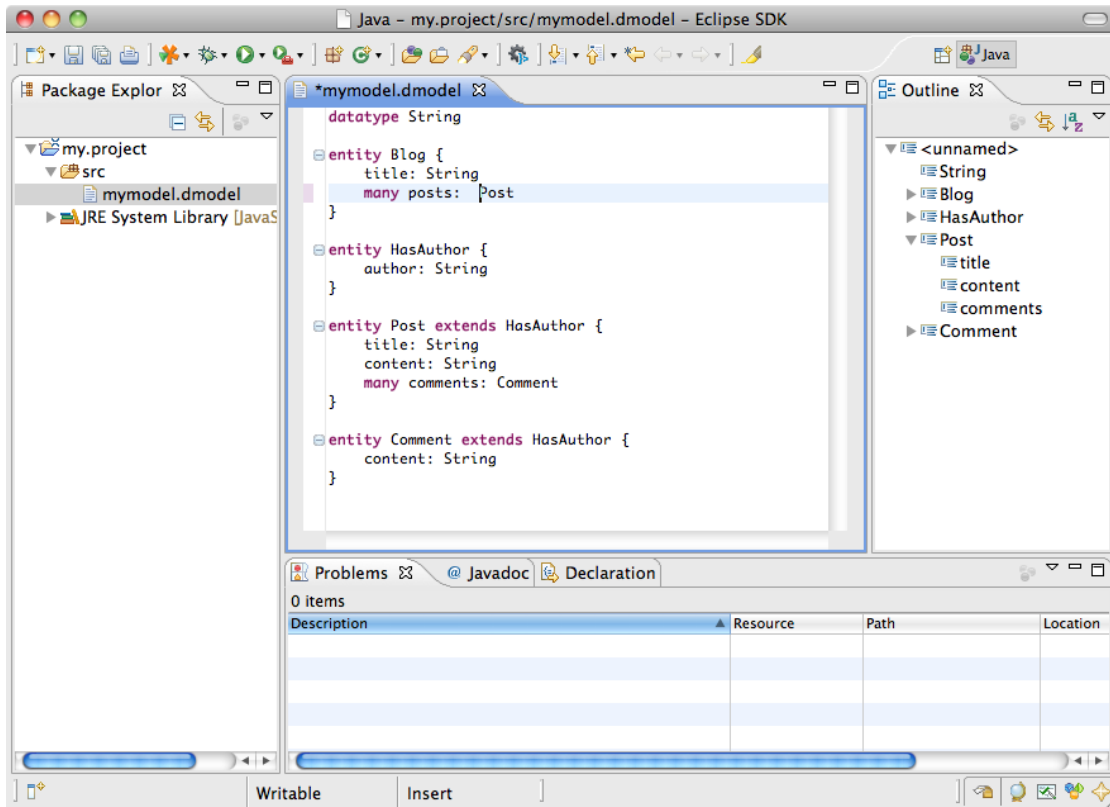 Java – my.project/src/mymodel.dmodel – Eclipse SDK
Java
Package Explor
my.project
src
mymodel.dmodel
JRE System Library [JavaS
*mymodel.dmodel
datatype String
entity Blog {
title: String
many posts:  Post
}
entity HasAuthor {
author: String
}
entity Post extends HasAuthor {
title: String
content: String
many comments: Comment
}
entity Comment extends HasAuthor {
content: String
}
Outline
<unnamed>
String
Blog
HasAuthor
Post
title
content
comments
Comment
Problems @ Javadoc Declaration
0 items
Description Resource Path Location
Writable Insert